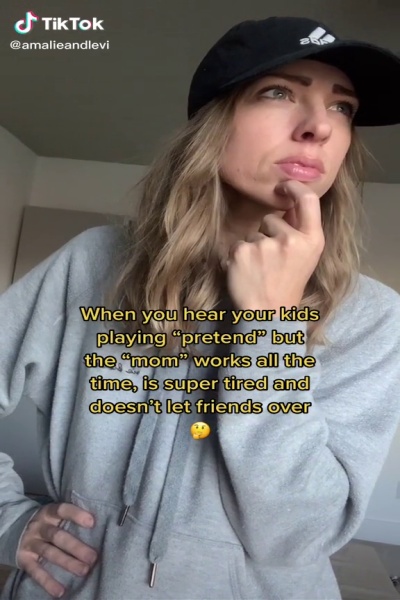 TikTok
@amalieandlevi
adidas
When you hear your kids
playing “pretend” but
the “mom” works all the
time, is super tired and
doesn’t let friends over
🤔